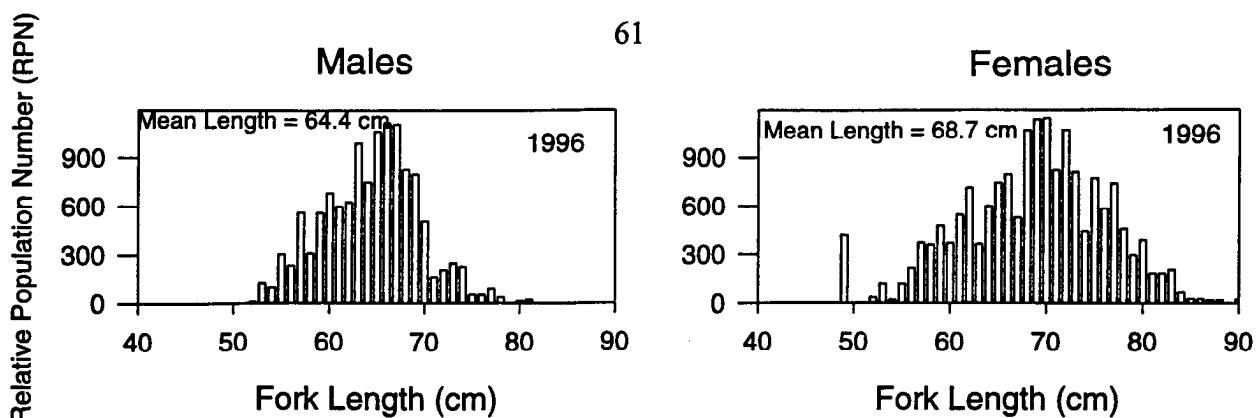 61
Relative Population Number (RPN)
Males
Mean Length = 64.4 cm
1996
900
600
300
0
40 50 60 70 80 90
Fork Length (cm)
Females
Mean Length = 68.7 cm
1996
900
600
300
0
40 50 60 70 80 90
Fork Length (cm)